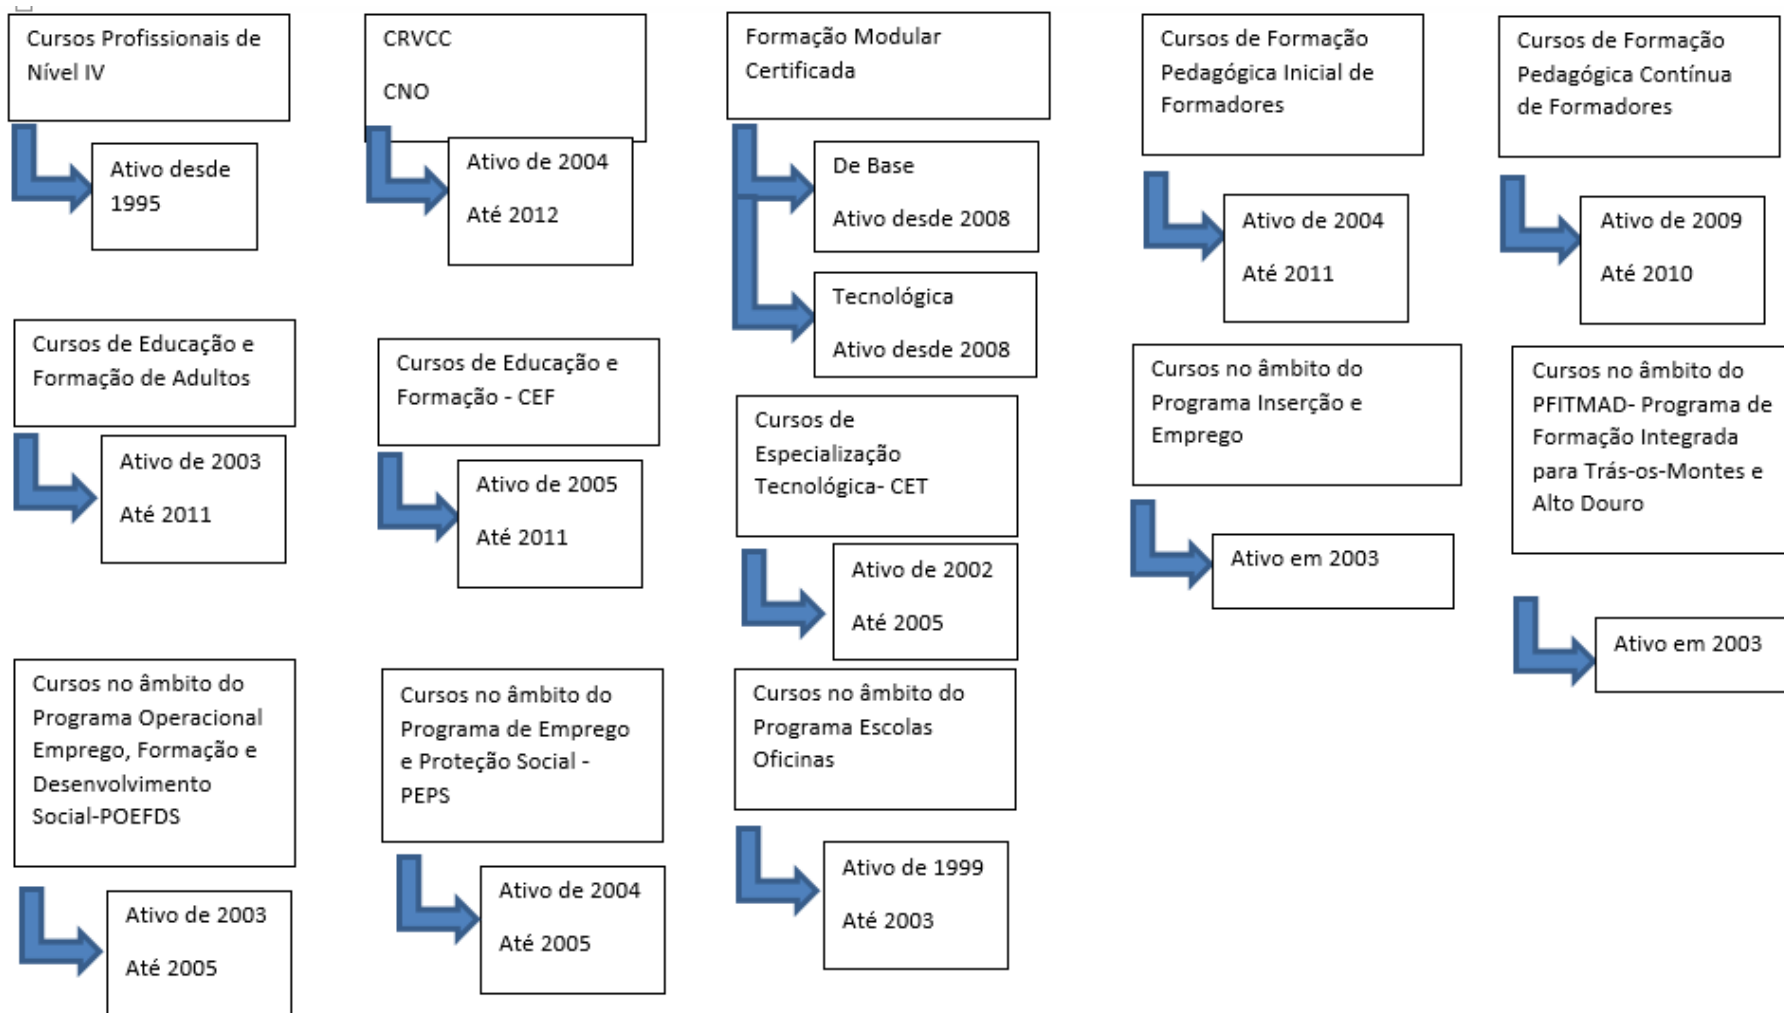 Cursos Profissionais de
Nível IV
Ativo desde
1995
CRVCC
CNO
Ativo de 2004
Até 2012
Formação Modular
Certificada
De Base
Ativo desde 2008
Tecnológica
Ativo desde 2008
Cursos de Formação
Pedagógica Inicial de
Formadores
Ativo de 2004
Até 2011
Cursos de Formação
Pedagógica Contínua
de Formadores
Ativo de 2009
Até 2010
Cursos de Educação e
Formação de Adultos
Ativo de 2003
Até 2011
Cursos de Educação e
Formação - CEF
Ativo de 2005
Até 2011
Cursos de
Especialização
Tecnológica- CET
Ativo de 2002
Até 2005
Cursos no âmbito do
Programa Inserção e
Emprego
Ativo em 2003
Cursos no âmbito do
PFITMAD- Programa de
Formação Integrada
para Trás-os-Montes e
Alto Douro
Ativo em 2003
Cursos no âmbito do
Programa Operacional
Emprego, Formação e
Desenvolvimento
Social-POEFDS
Ativo de 2003
Até 2005
Cursos no âmbito do
Programa de Emprego
e Proteção Social -
PEPS
Ativo de 2004
Até 2005
Cursos no âmbito do
Programa Escolas
Oficinas
Ativo de 1999
Até 2003